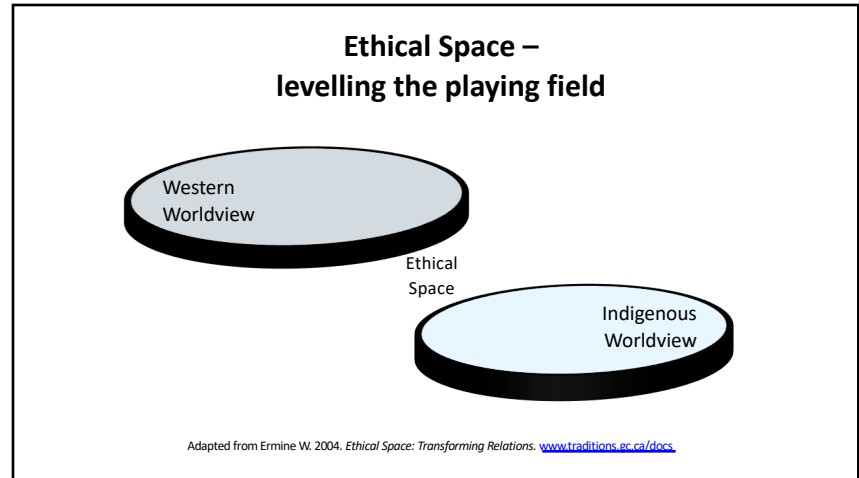 Ethical Space –
levelling the playing field
Western
Worldview
Ethical
Space
Indigenous
Worldview
Adapted from Ermine W. 2004. Ethical Space: Transforming Relations. www.traditions.gc.ca/docs